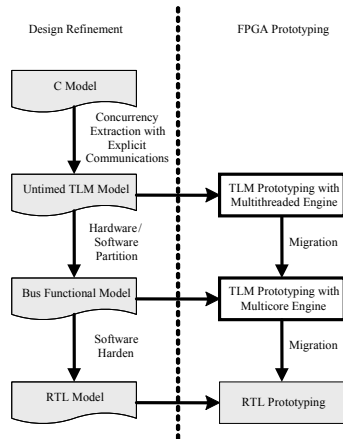 Design Refinement
FPGA Prototyping
C Model
Concurrency
Extraction with
Explicit
Communications
Untimed TLM Model
TLM Prototyping with
Multithreaded Engine
Hardware/
Software
Partition
Migration
Bus Functional Model
TLM Prototyping with
Multicore Engine
Software
Harden
Migration
RTL Model
RTL Prototyping